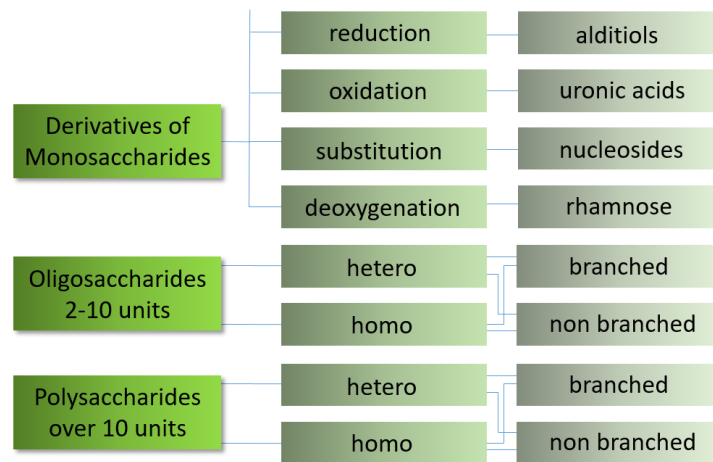 reduction
alditiols
oxidation
uronic acids
Derivatives of
Monosaccharides
substitution
nucleosides
deoxygenation
rhamnose
Oligosaccharides
2-10 units
hetero
branched
homo
non branched
Polysaccharides
over 10 units
hetero
branched
homo
non branched